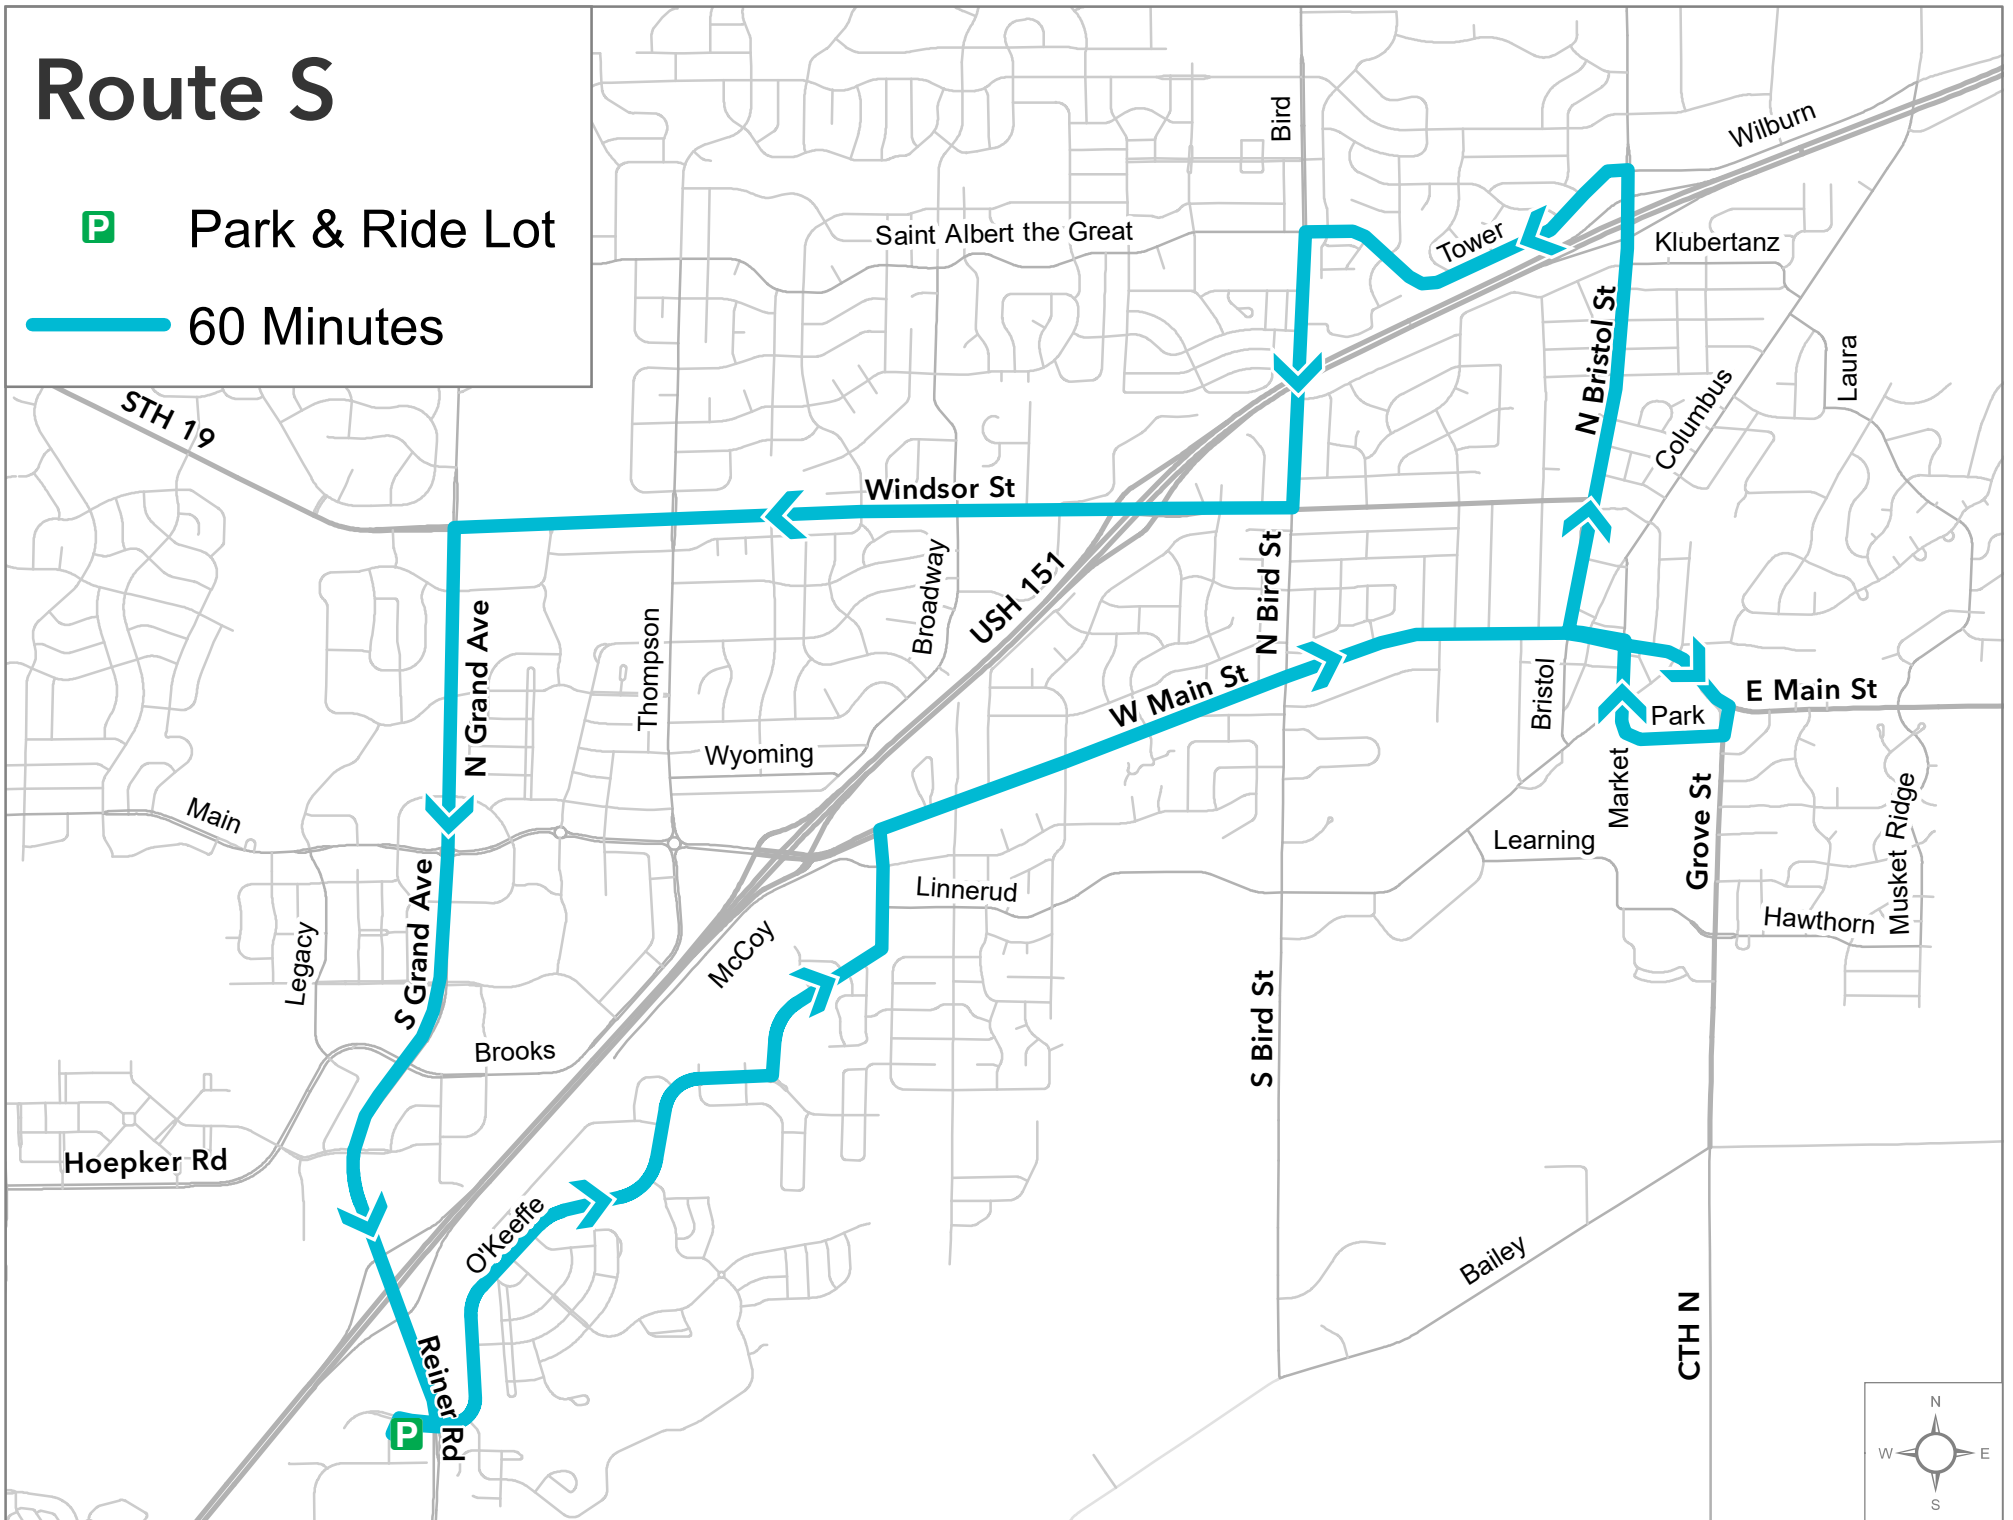 Route S
P Park & Ride Lot
60 Minutes
Bird
Wilburn
Saint Albert the Great
Tower
Klubertanz
N Bristol St
Laura
Columbus
STH 19
Windsor St
Broadway
USH 151
N Bird St
N Grand Ave
Thompson
Wyoming
W Main St
Bristol
Park
E Main St
Market
Grove St
Musket Ridge
Main
Learning
Linnerud
Hawthorn
S Grand Ave
Legacy
McCoy
S Bird St
Brooks
Hoepker Rd
O'Keeffe
Bailey
CTH N
Reiner Rd
P
N
W E
S